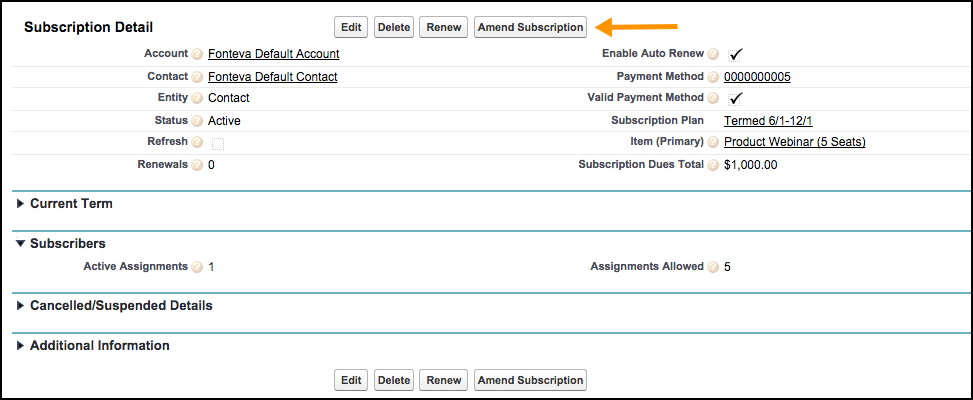 Subscription Detail Edit Delete Renew Amend Subscription
Account ? Fonteva Default Account Enable Auto Renew ?
Contact ? Fonteva Default Contact Payment Method ? 0000000005
Entity ? Contact Valid Payment Method ?
Status ? Active Subscription Plan Termed 6/1-12/1
Refresh ? Item (Primary) ? Product Webinar (5 Seats)
Renewals ? 0 Subscription Dues Total ? $1,000.00
Current Term
Subscribers
Active Assignments ? 1 Assignments Allowed ? 5
Cancelled/Suspended Details
Additional Information
Edit Delete Renew Amend Subscription